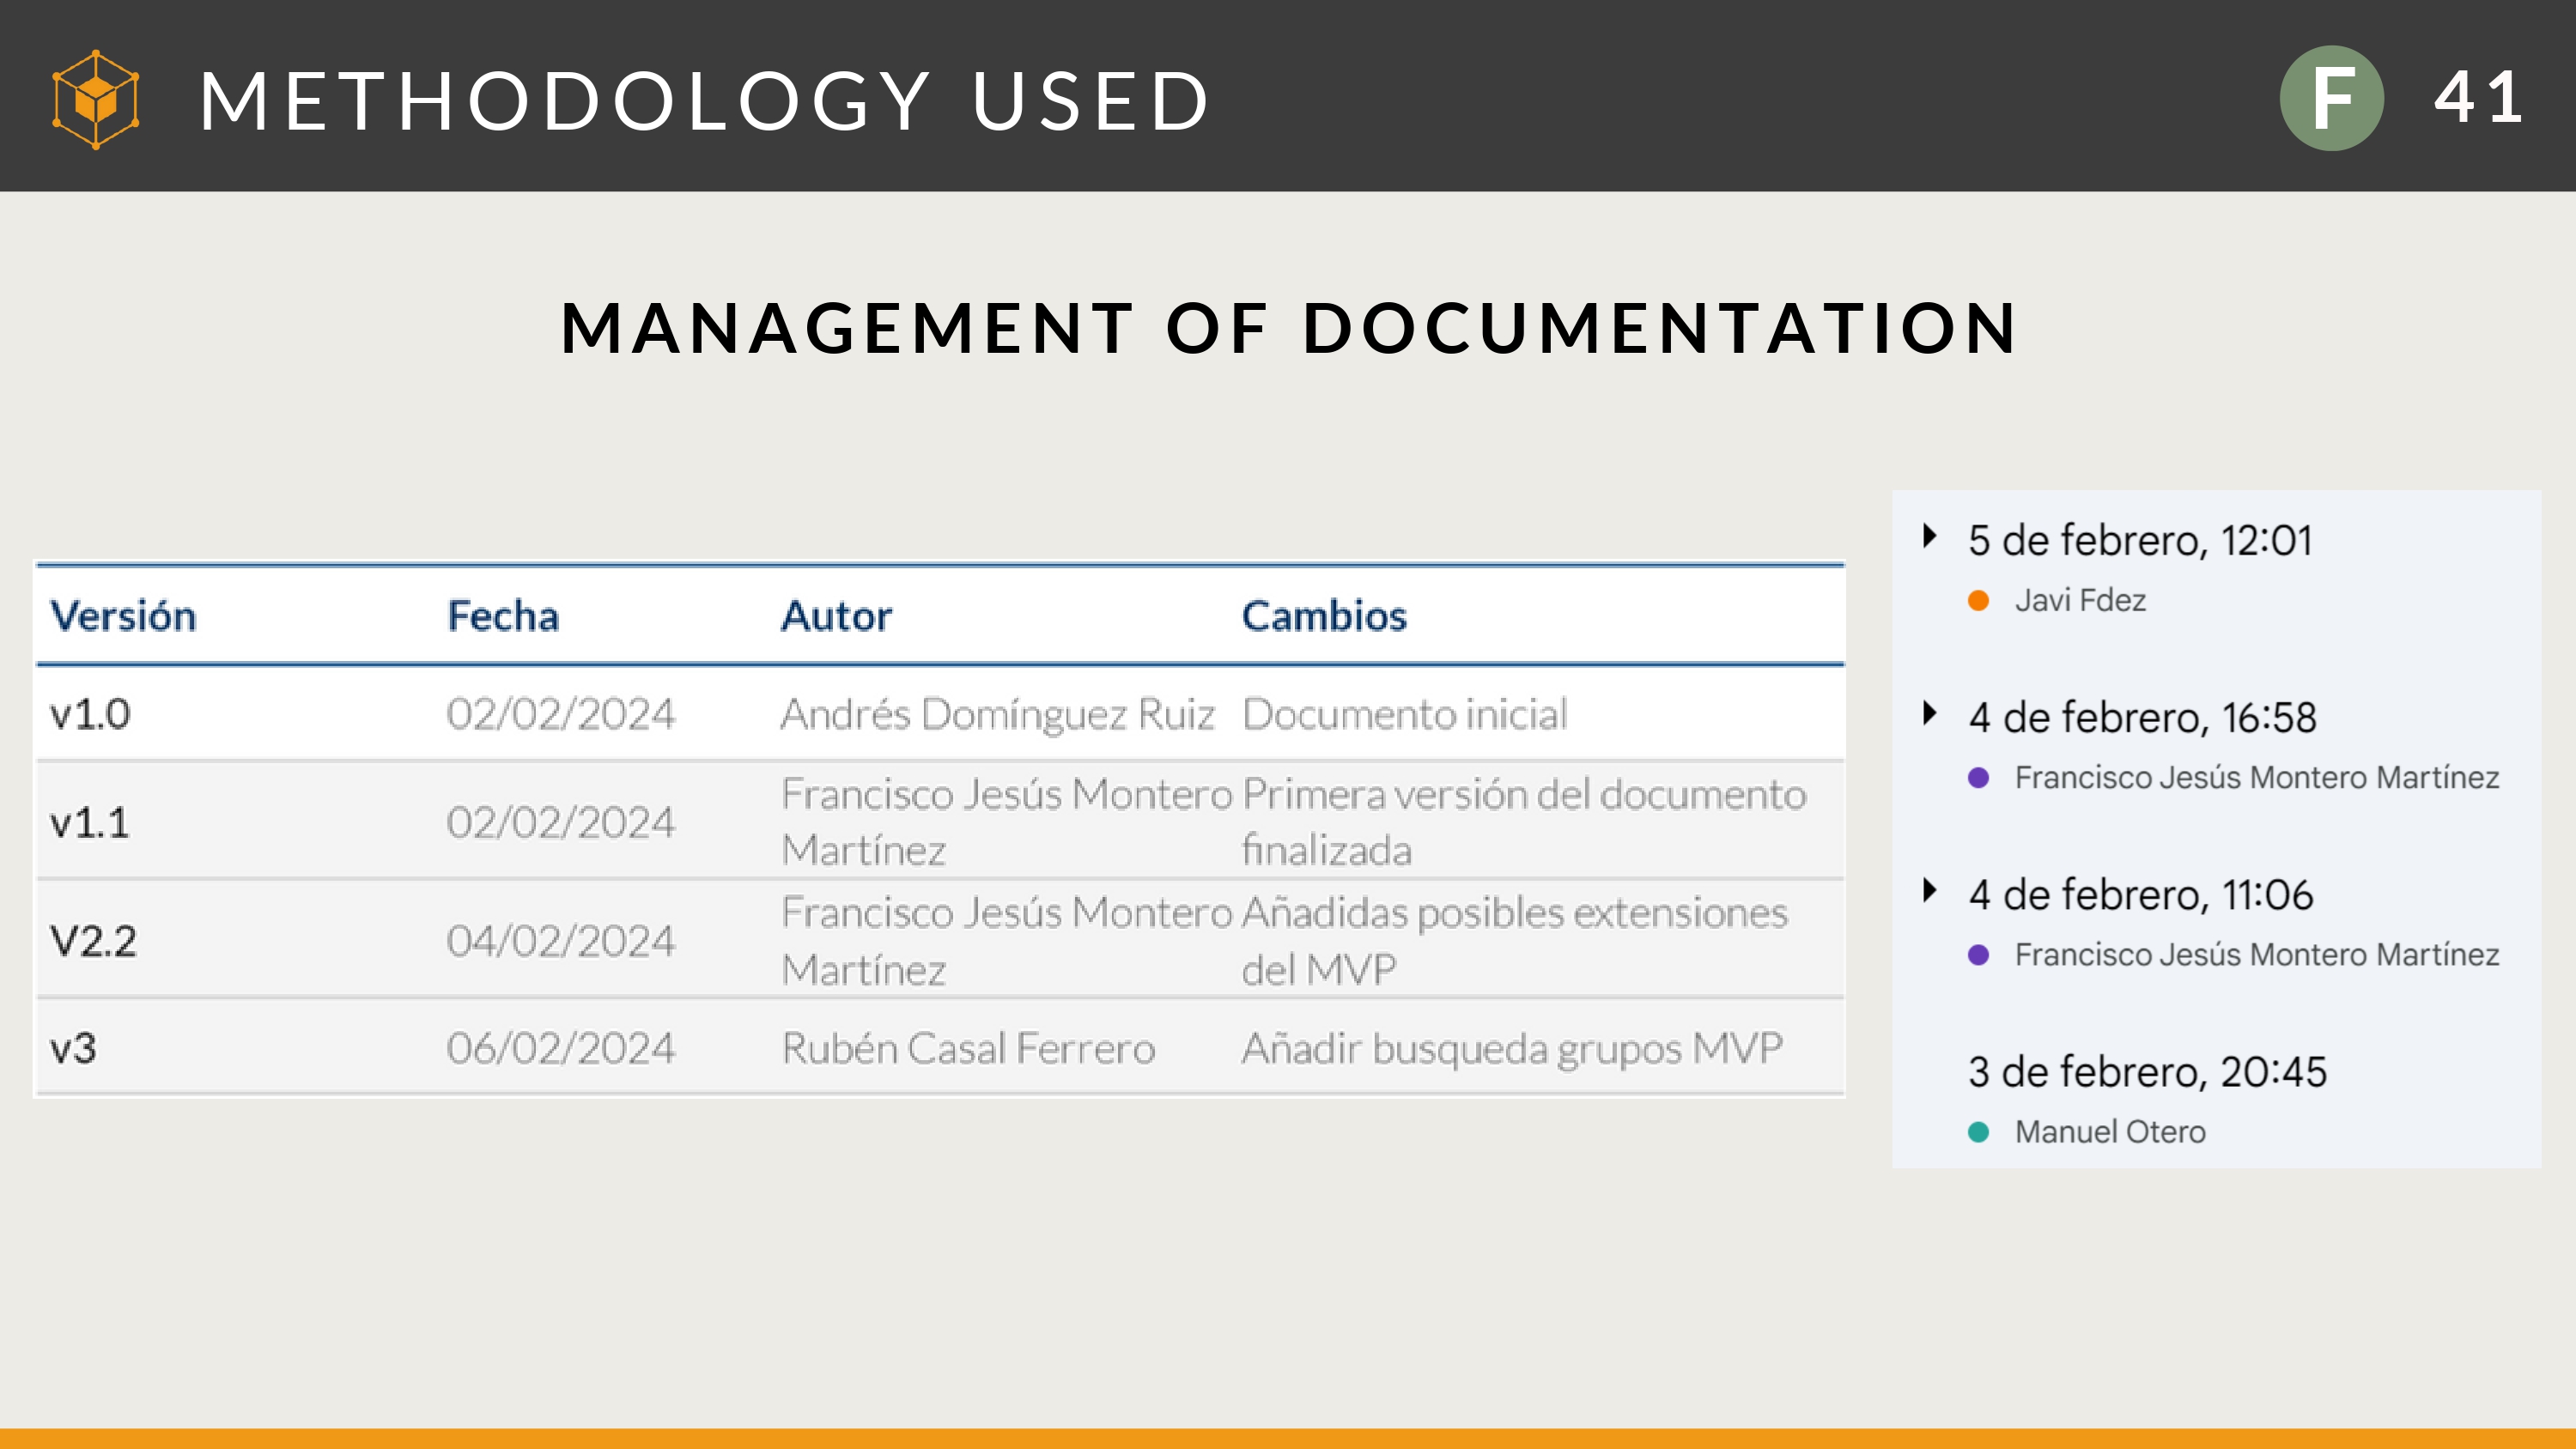 METHODOLOGY USED
F 41
MANAGEMENT OF DOCUMENTATION
Versión Fecha Autor Cambios
v1.0 02/02/2024 Andrés Domínguez Ruiz Documento inicial
v1.1 02/02/2024 Francisco Jesús Montero Martínez Primera versión del documento finalizada
V2.2 04/02/2024 Francisco Jesús Montero Martínez Añadidas posibles extensiones del MVP
v3 06/02/2024 Rubén Casal Ferrero Añadir busqueda grupos MVP
5 de febrero, 12:01
Javi Fdez
4 de febrero, 16:58
Francisco Jesús Montero Martínez
4 de febrero, 11:06
Francisco Jesús Montero Martínez
3 de febrero, 20:45
Manuel Otero